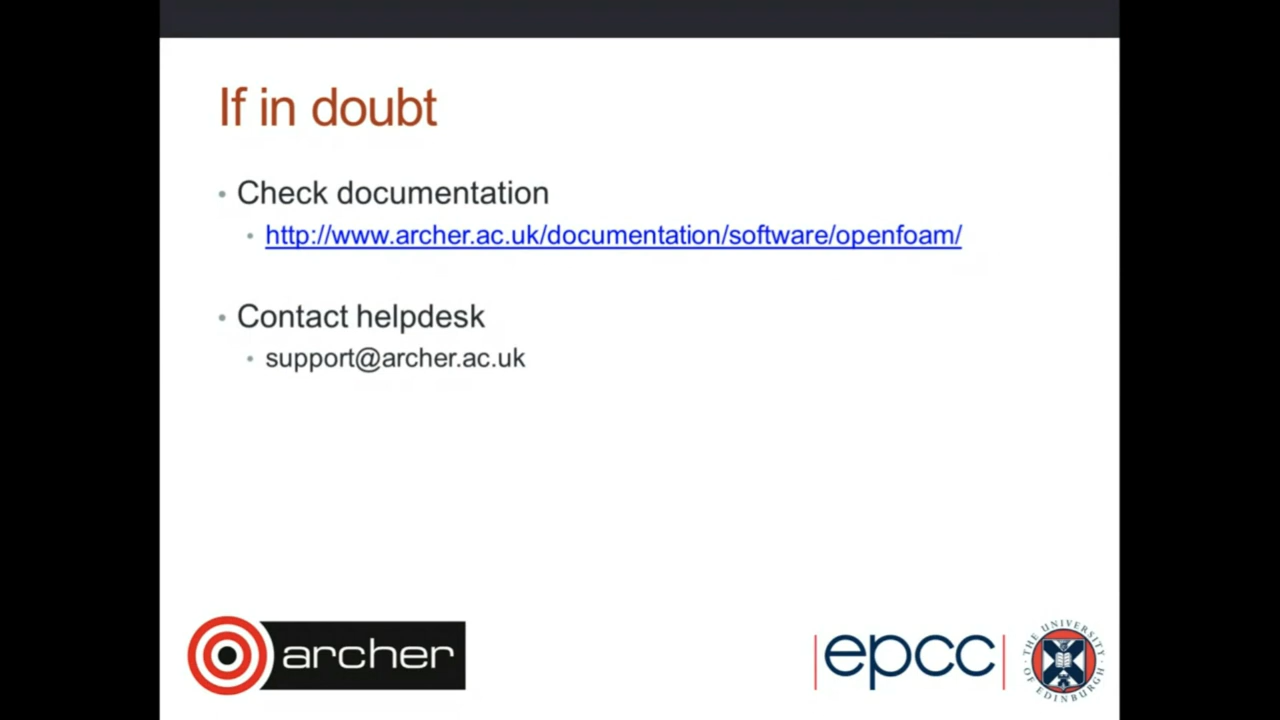 If in doubt
• Check documentation
• http://www.archer.ac.uk/documentation/software/openfoam/
• Contact helpdesk
• support@archer.ac.uk
archer
|epcc|
THE UNIVERSITY OF EDINBURGH